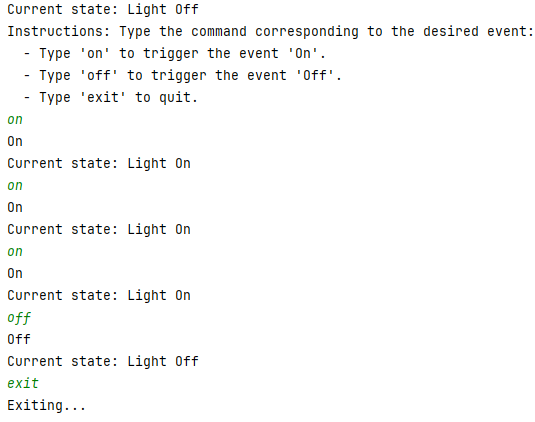 Current state: Light Off
Instructions: Type the command corresponding to the desired event:
  - Type 'on' to trigger the event 'On'.
  - Type 'off' to trigger the event 'Off'.
  - Type 'exit' to quit.
on
On
Current state: Light On
on
On
Current state: Light On
on
On
Current state: Light On
off
Off
Current state: Light Off
exit
Exiting...